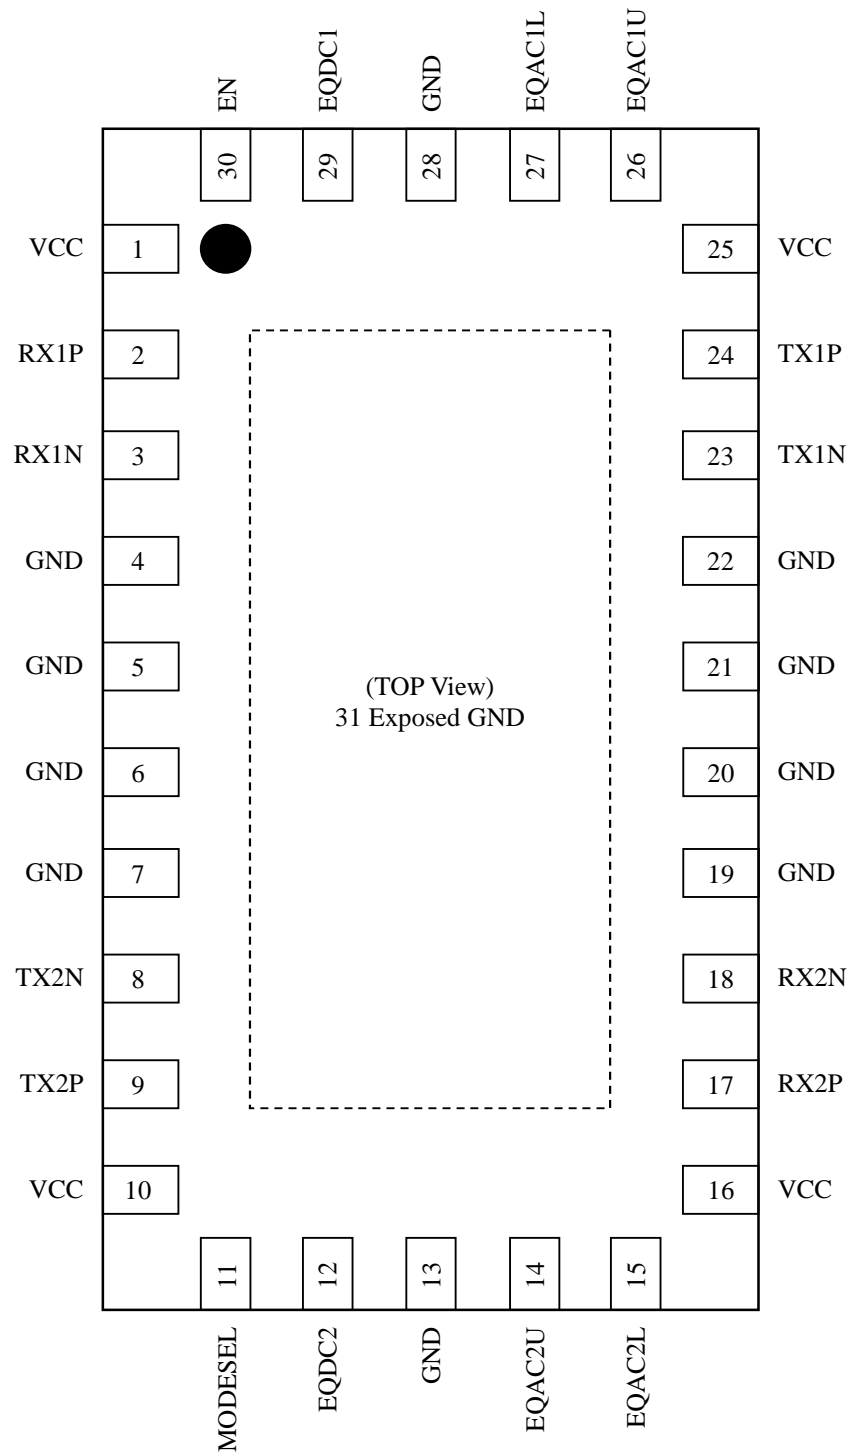 EN
EQDC1
GND
EQAC1L
EQAC1U
30
29
28
27
26
VCC 1 25 VCC
RX1P 2 24 TX1P
RX1N 3 23 TX1N
GND 4 22 GND
GND 5 21 GND
(TOP View)
31 Exposed GND
GND 6 20 GND
GND 7 19 GND
TX2N 8 18 RX2N
TX2P 9 17 RX2P
VCC 10 16 VCC
11
12
13
14
15
MODESEL
EQDC2
GND
EQAC2U
EQAC2L